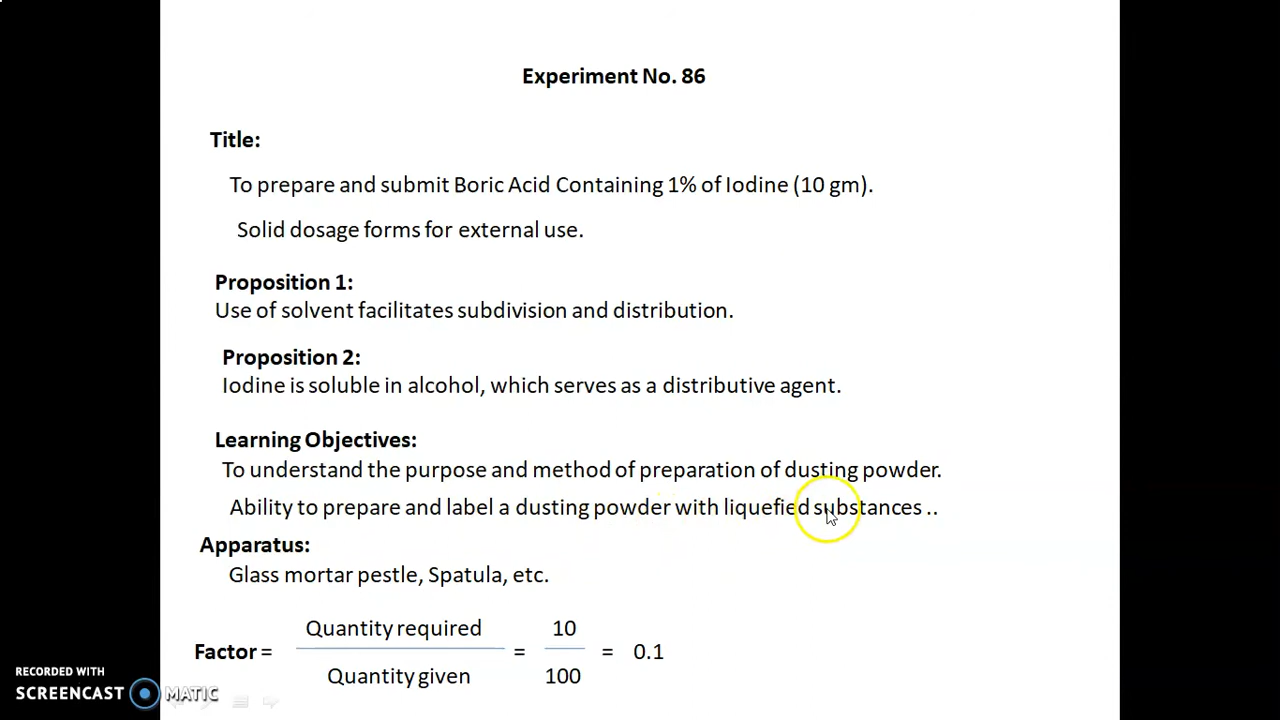 Experiment No. 86
Title:
To prepare and submit Boric Acid Containing 1% of Iodine (10 gm).
Solid dosage forms for external use.
Proposition 1:
Use of solvent facilitates subdivision and distribution.
Proposition 2:
Iodine is soluble in alcohol, which serves as a distributive agent.
Learning Objectives:
To understand the purpose and method of preparation of dusting powder.
Ability to prepare and label a dusting powder with liquefied substances ..
Apparatus:
Glass mortar pestle, Spatula, etc.
Quantity required 10
Factor = = = 0.1
Quantity given 100
RECORDED WITH
SCREENCAST MATIC